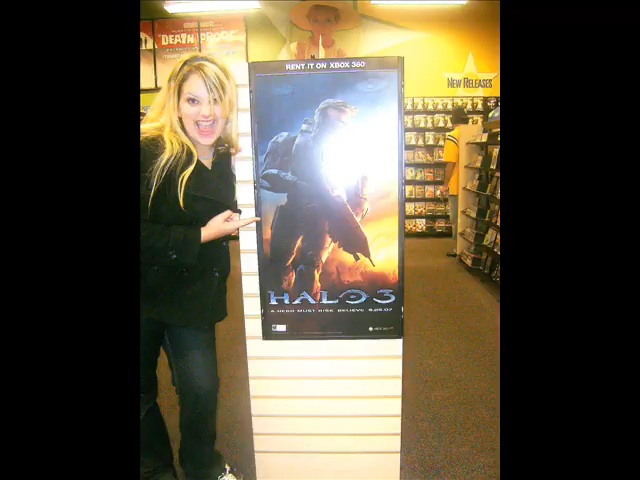 DEATH PROOF
RENT IT ON XBOX 360
NEW RELEASES
HALO 3
A HERO MUST RISE. BELIEVE. 9.25.07